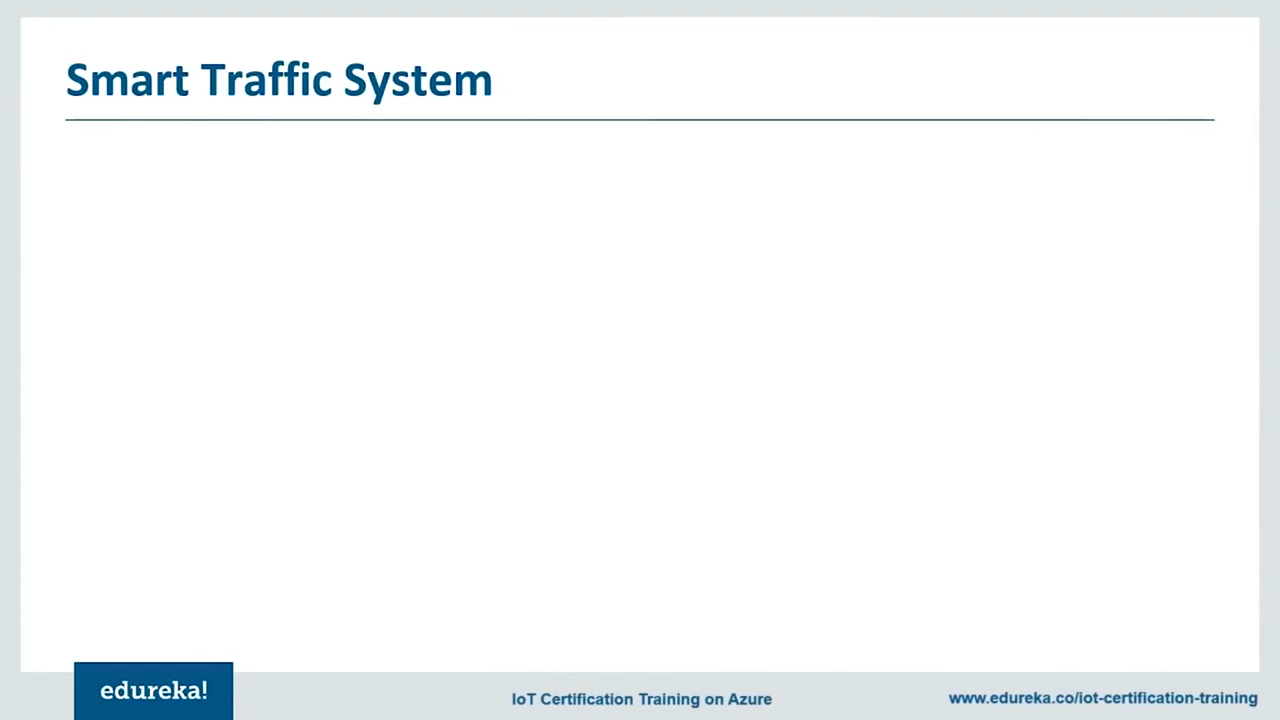 Smart Traffic System
edureka!
IoT Certification Training on Azure
www.edureka.co/iot-certification-training